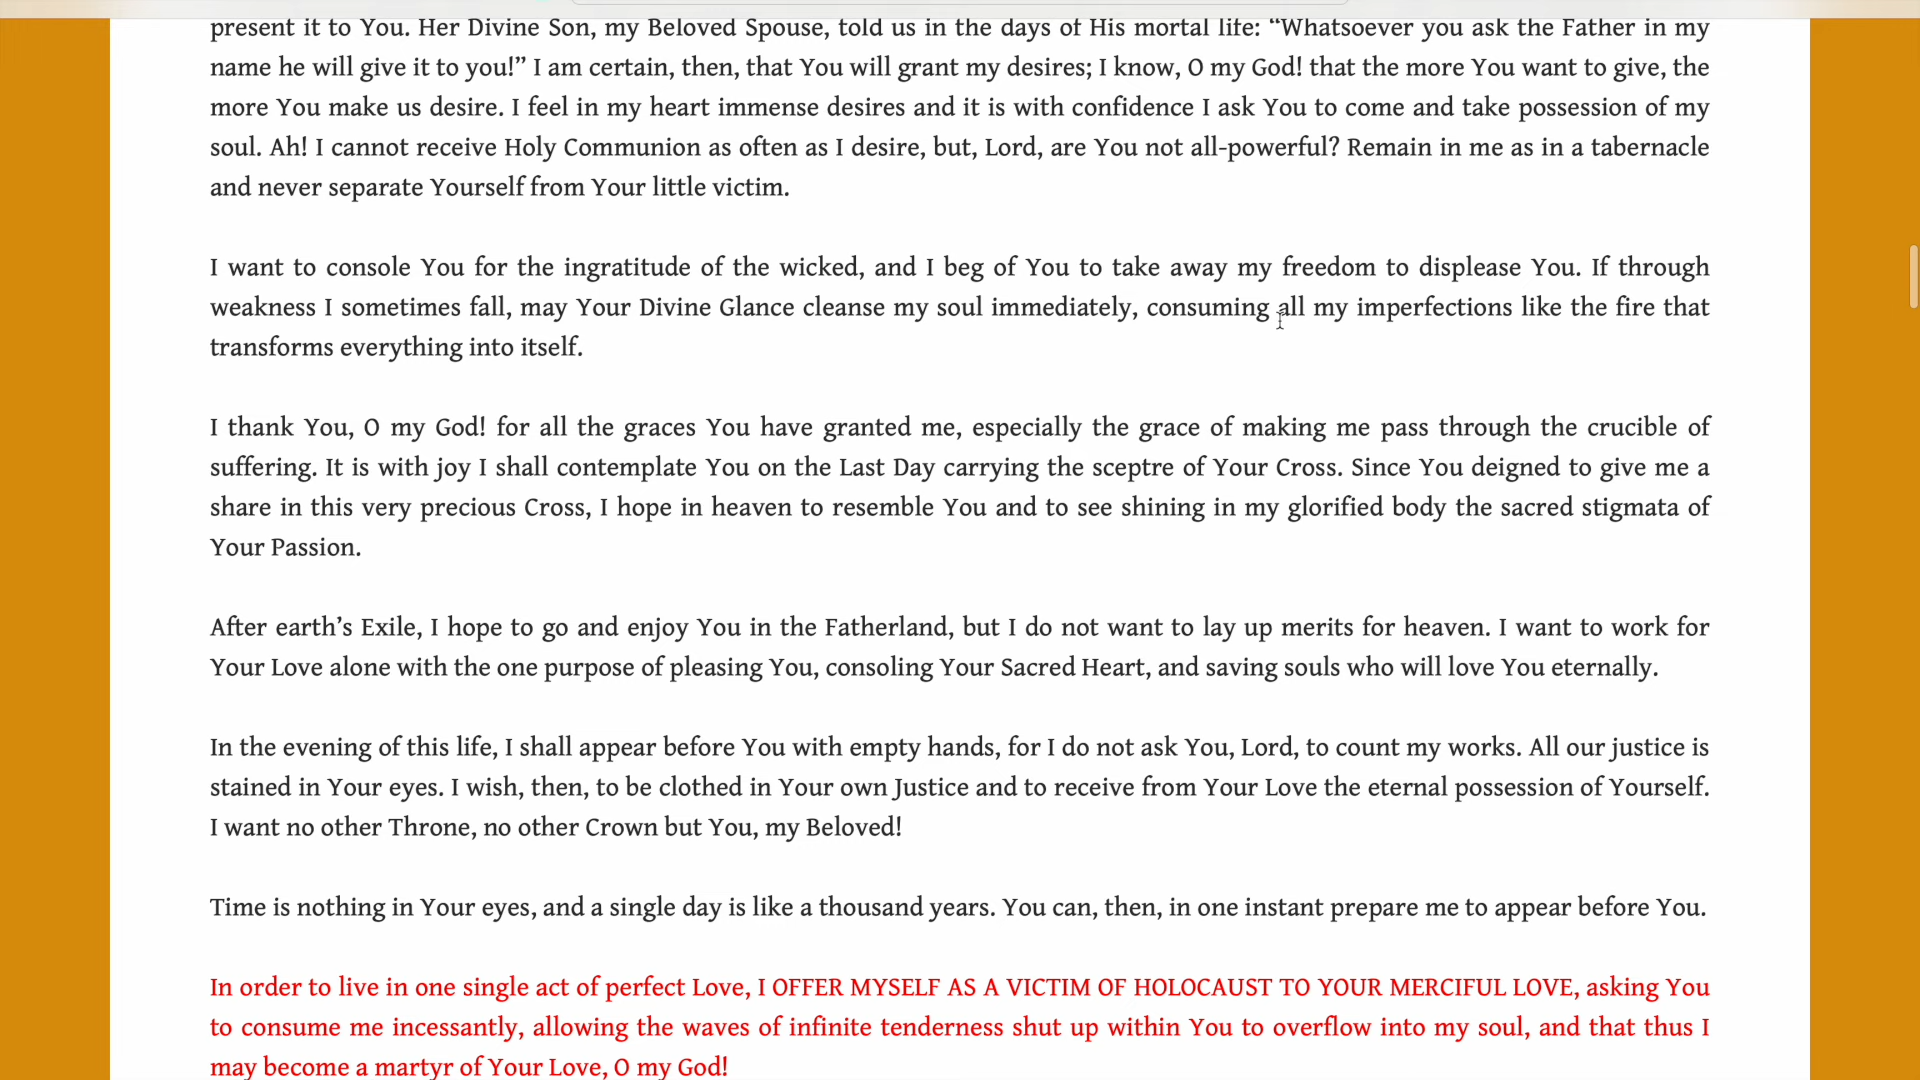 present it to You. Her Divine Son, my Beloved Spouse, told us in the days of His mortal life: “Whatsoever you ask the Father in my
name he will give it to you!” I am certain, then, that You will grant my desires; I know, O my God! that the more You want to give, the
more You make us desire. I feel in my heart immense desires and it is with confidence I ask You to come and take possession of my
soul. Ah! I cannot receive Holy Communion as often as I desire, but, Lord, are You not all-powerful? Remain in me as in a tabernacle
and never separate Yourself from Your little victim.
I want to console You for the ingratitude of the wicked, and I beg of You to take away my freedom to displease You. If through
weakness I sometimes fall, may Your Divine Glance cleanse my soul immediately, consuming all my imperfections like the fire that
transforms everything into itself.
I thank You, O my God! for all the graces You have granted me, especially the grace of making me pass through the crucible of
suffering. It is with joy I shall contemplate You on the Last Day carrying the sceptre of Your Cross. Since You deigned to give me a
share in this very precious Cross, I hope in heaven to resemble You and to see shining in my glorified body the sacred stigmata of
Your Passion.
After earth’s Exile, I hope to go and enjoy You in the Fatherland, but I do not want to lay up merits for heaven. I want to work for
Your Love alone with the one purpose of pleasing You, consoling Your Sacred Heart, and saving souls who will love You eternally.
In the evening of this life, I shall appear before You with empty hands, for I do not ask You, Lord, to count my works. All our justice is
stained in Your eyes. I wish, then, to be clothed in Your own Justice and to receive from Your Love the eternal possession of Yourself.
I want no other Throne, no other Crown but You, my Beloved!
Time is nothing in Your eyes, and a single day is like a thousand years. You can, then, in one instant prepare me to appear before You.
In order to live in one single act of perfect Love, I OFFER MYSELF AS A VICTIM OF HOLOCAUST TO YOUR MERCIFUL LOVE, asking You
to consume me incessantly, allowing the waves of infinite tenderness shut up within You to overflow into my soul, and that thus I
may become a martyr of Your Love, O my God!